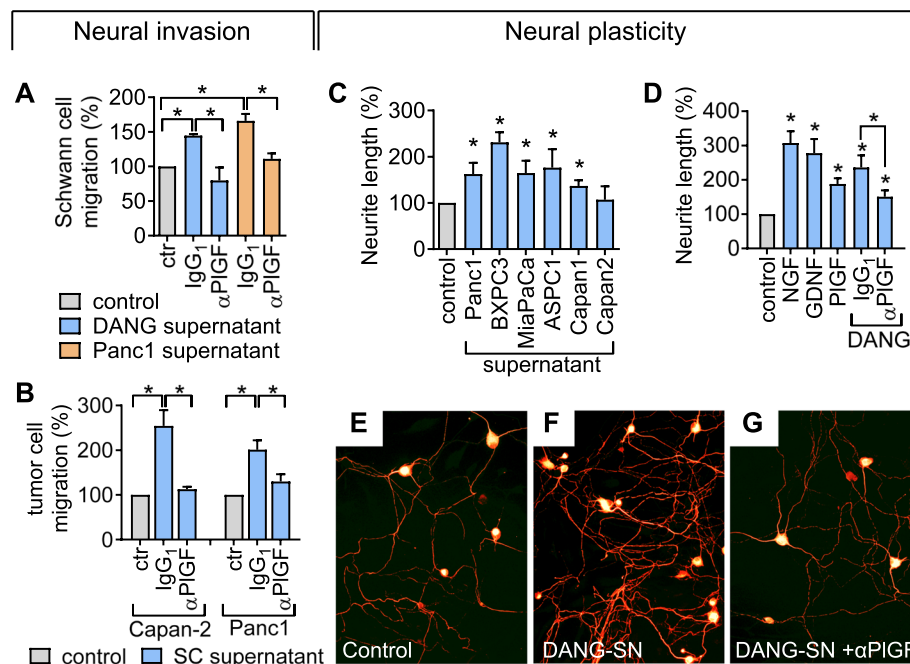 Neural invasion
Neural plasticity
A
Schwann cell
migration (%)
200
150
100
50
0
*
*
*
*
*
ctr
IgG1
αPlGF
IgG1
αPlGF
control
DANG supernatant
Panc1 supernatant
B
tumor cell
migration (%)
300
200
100
0
*
*
*
*
ctr
IgG1
αPlGF
ctr
IgG1
αPlGF
Capan-2
Panc1
control
SC supernatant
C
Neurite length (%)
300
200
100
0
*
*
*
*
*
control
Panc1
BXPC3
MiaPaCa
ASPC1
Capan1
Capan2
supernatant
D
Neurite length (%)
400
300
200
100
0
*
*
*
*
*
*
control
NGF
GDNF
PlGF
IgG1
αPlGF
DANG
E
Control
F
DANG-SN
G
DANG-SN +αPlGF